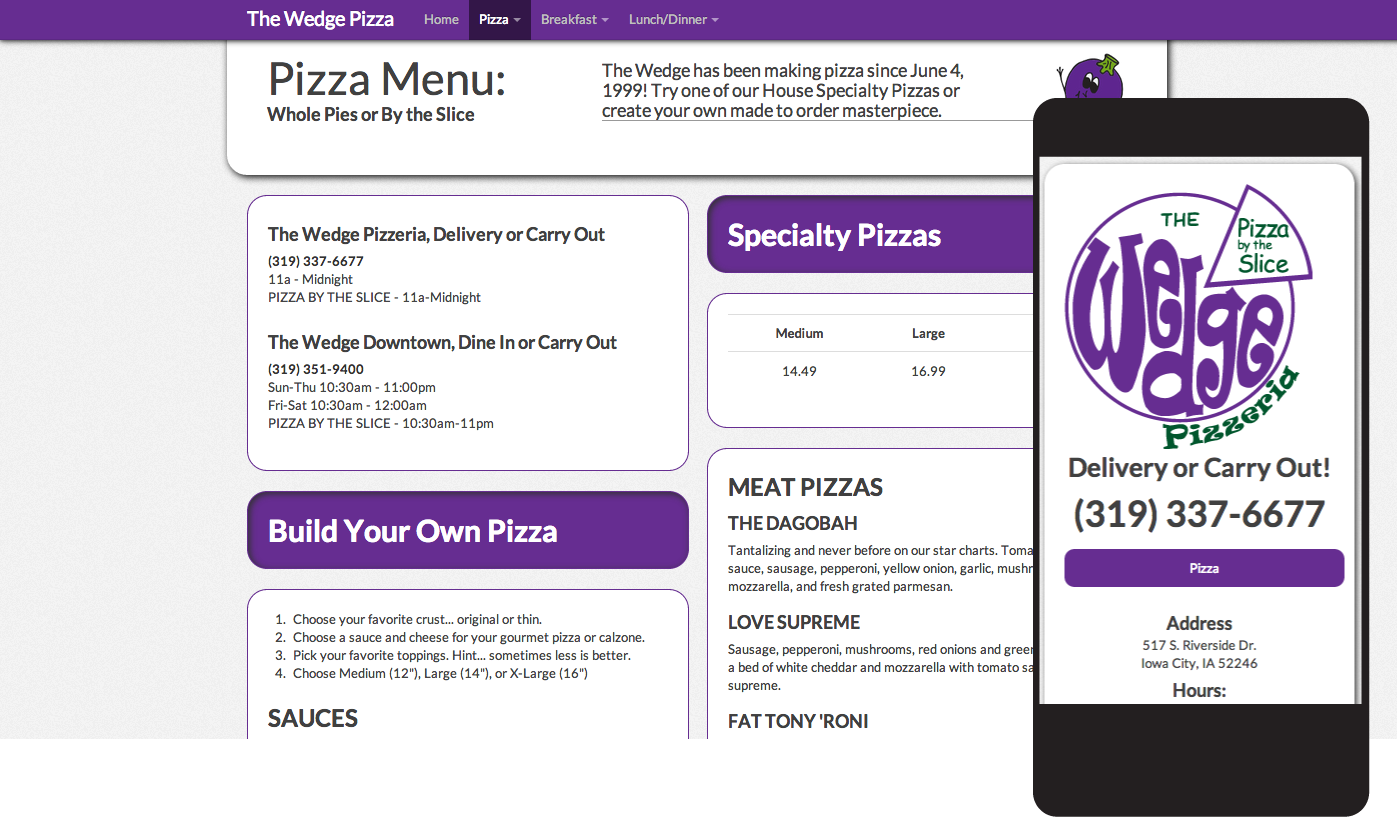 The Wedge Pizza Home Pizza Breakfast Lunch/Dinner
Pizza Menu:
Whole Pies or By the Slice
The Wedge has been making pizza since June 4,
1999! Try one of our House Specialty Pizzas or
create your own made to order masterpiece.
The Wedge Pizzeria, Delivery or Carry Out
(319) 337-6677
11a - Midnight
PIZZA BY THE SLICE - 11a-Midnight
The Wedge Downtown, Dine In or Carry Out
(319) 351-9400
Sun-Thu 10:30am - 11:00pm
Fri-Sat 10:30am - 12:00am
PIZZA BY THE SLICE - 10:30am-11pm
Build Your Own Pizza
1. Choose your favorite crust... original or thin.
2. Choose a sauce and cheese for your gourmet pizza or calzone.
3. Pick your favorite toppings. Hint... sometimes less is better.
4. Choose Medium (12"), Large (14"), or X-Large (16")
SAUCES
Specialty Pizzas
Medium Large
14.49 16.99
MEAT PIZZAS
THE DAGOBAH
Tantalizing and never before on our star charts. Toma
sauce, sausage, pepperoni, yellow onion, garlic, mushr
mozzarella, and fresh grated parmesan.
LOVE SUPREME
Sausage, pepperoni, mushrooms, red onions and green
a bed of white cheddar and mozzarella with tomato sa
supreme.
FAT TONY 'RONI
THE
Wedge
Pizzeria
Pizza
by the
Slice
Delivery or Carry Out!
(319) 337-6677
Pizza
Address
517 S. Riverside Dr.
Iowa City, IA 52246
Hours: